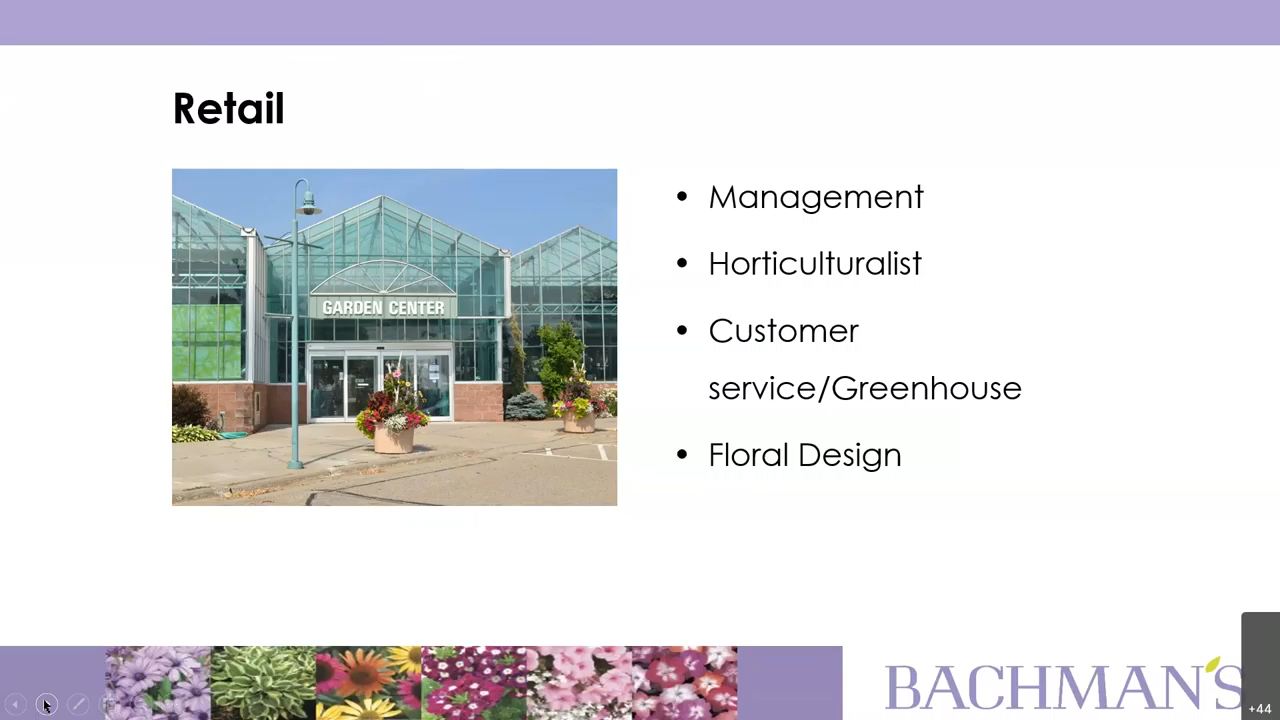 Retail
GARDEN CENTER
• Management
• Horticulturalist
• Customer
service/Greenhouse
• Floral Design
BACHMAN'S
+44